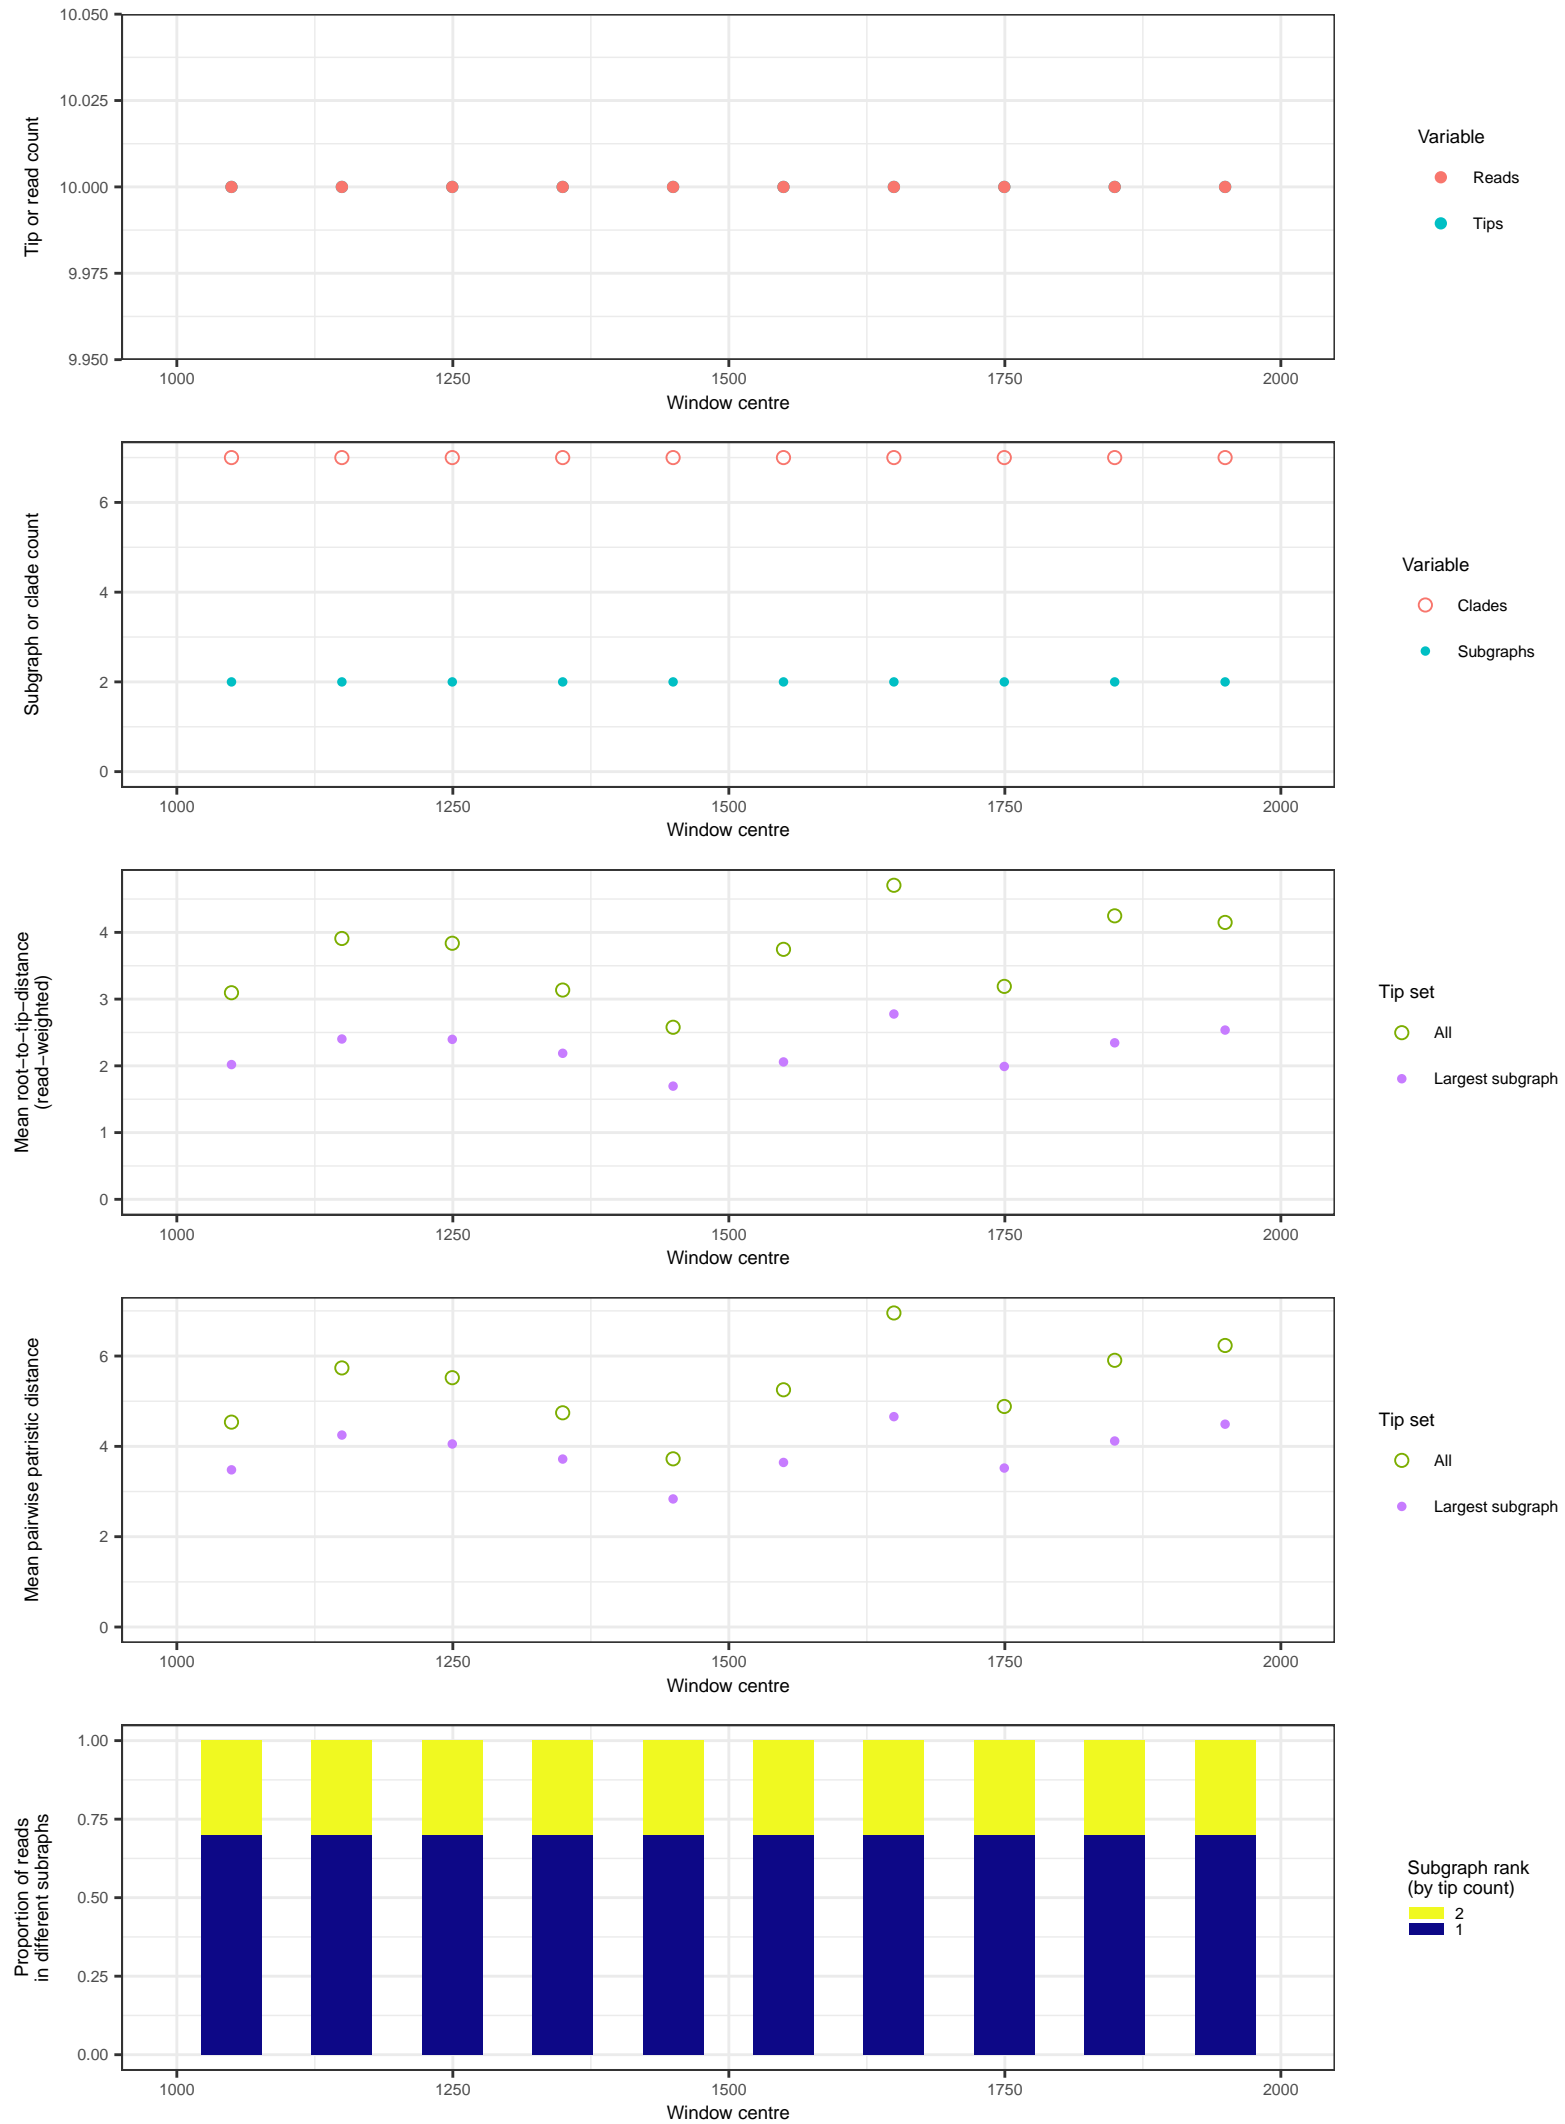 10.050
10.025
10.000
9.975
9.950
Tip or read count
1000 1250 1500 1750 2000
Window centre
Variable
Reads
Tips
6
4
2
0
Subgraph or clade count
1000 1250 1500 1750 2000
Window centre
Variable
Clades
Subgraphs
4
3
2
1
0
Mean root−to−tip−distance
(read−weighted)
1000 1250 1500 1750 2000
Window centre
Tip set
All
Largest subgraph
6
4
2
0
Mean pairwise patristic distance
1000 1250 1500 1750 2000
Window centre
Tip set
All
Largest subgraph
1.00
0.75
0.50
0.25
0.00
Proportion of reads
in different subraphs
1000 1250 1500 1750 2000
Window centre
Subgraph rank
(by tip count)
2
1